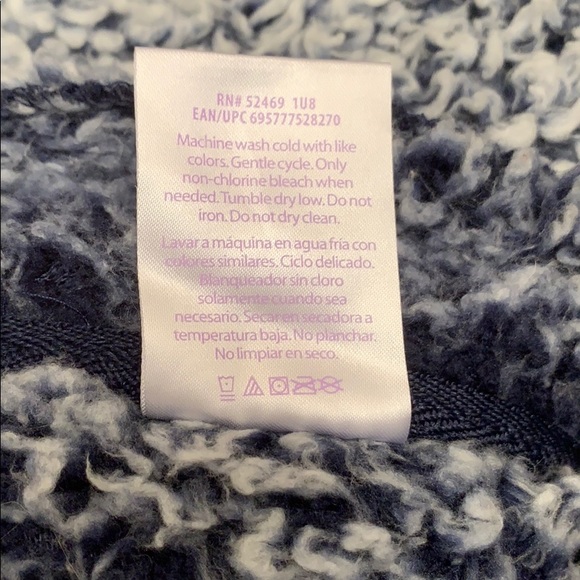 RN# 52469 1U8
EAN/UPC 695777528270
Machine wash cold with like
colors. Gentle cycle. Only
non-chlorine bleach when
needed. Tumble dry low. Do not
iron. Do not dry clean.
Lavar a máquina en agua fria con
colores similares. Ciclo delicado.
Blanqueador sin cloro
solamente cuando sea
necesario. Secar en secadora a
temperatura baja. No planchar.
No limpiar en seco.